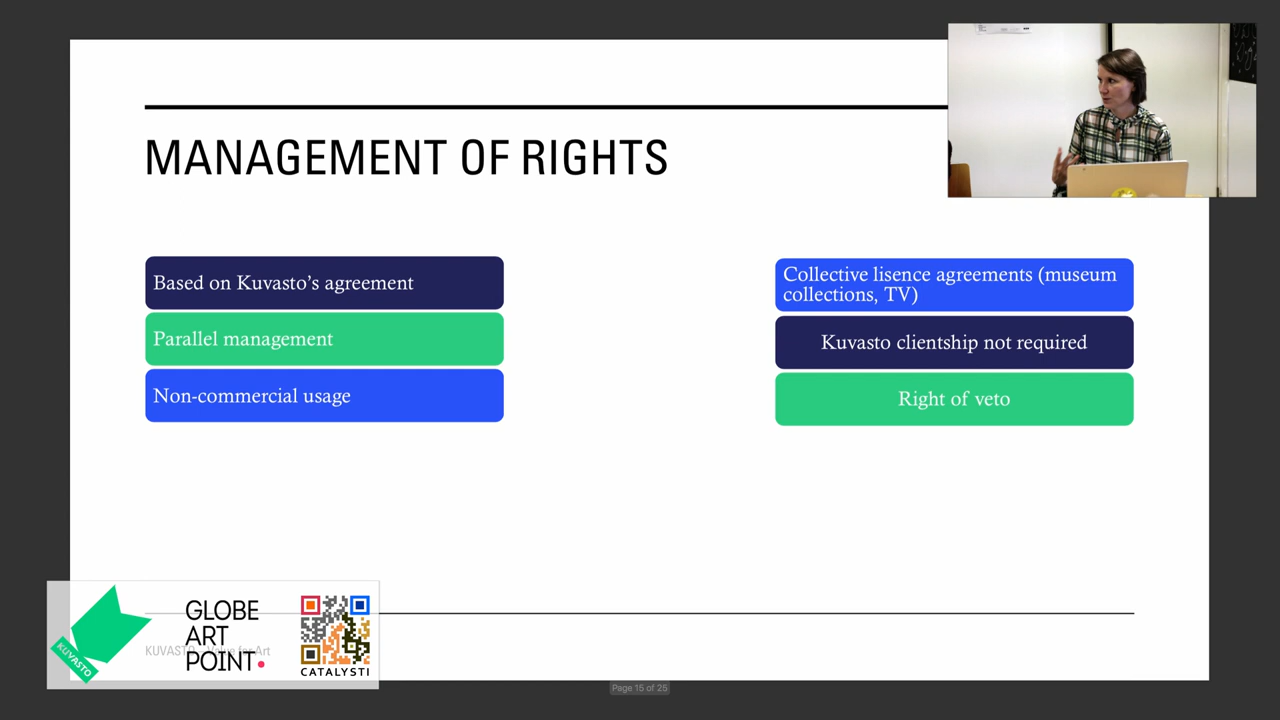 MANAGEMENT OF RIGHTS
Based on Kuvasto's agreement
Parallel management
Non-commercial usage
Collective lisence agreements (museum
collections, TV)
Kuvasto clientship not required
Right of veto
KUVASTO
GLOBE
ART
POINT
CATALYSTI
Page 15 of 25